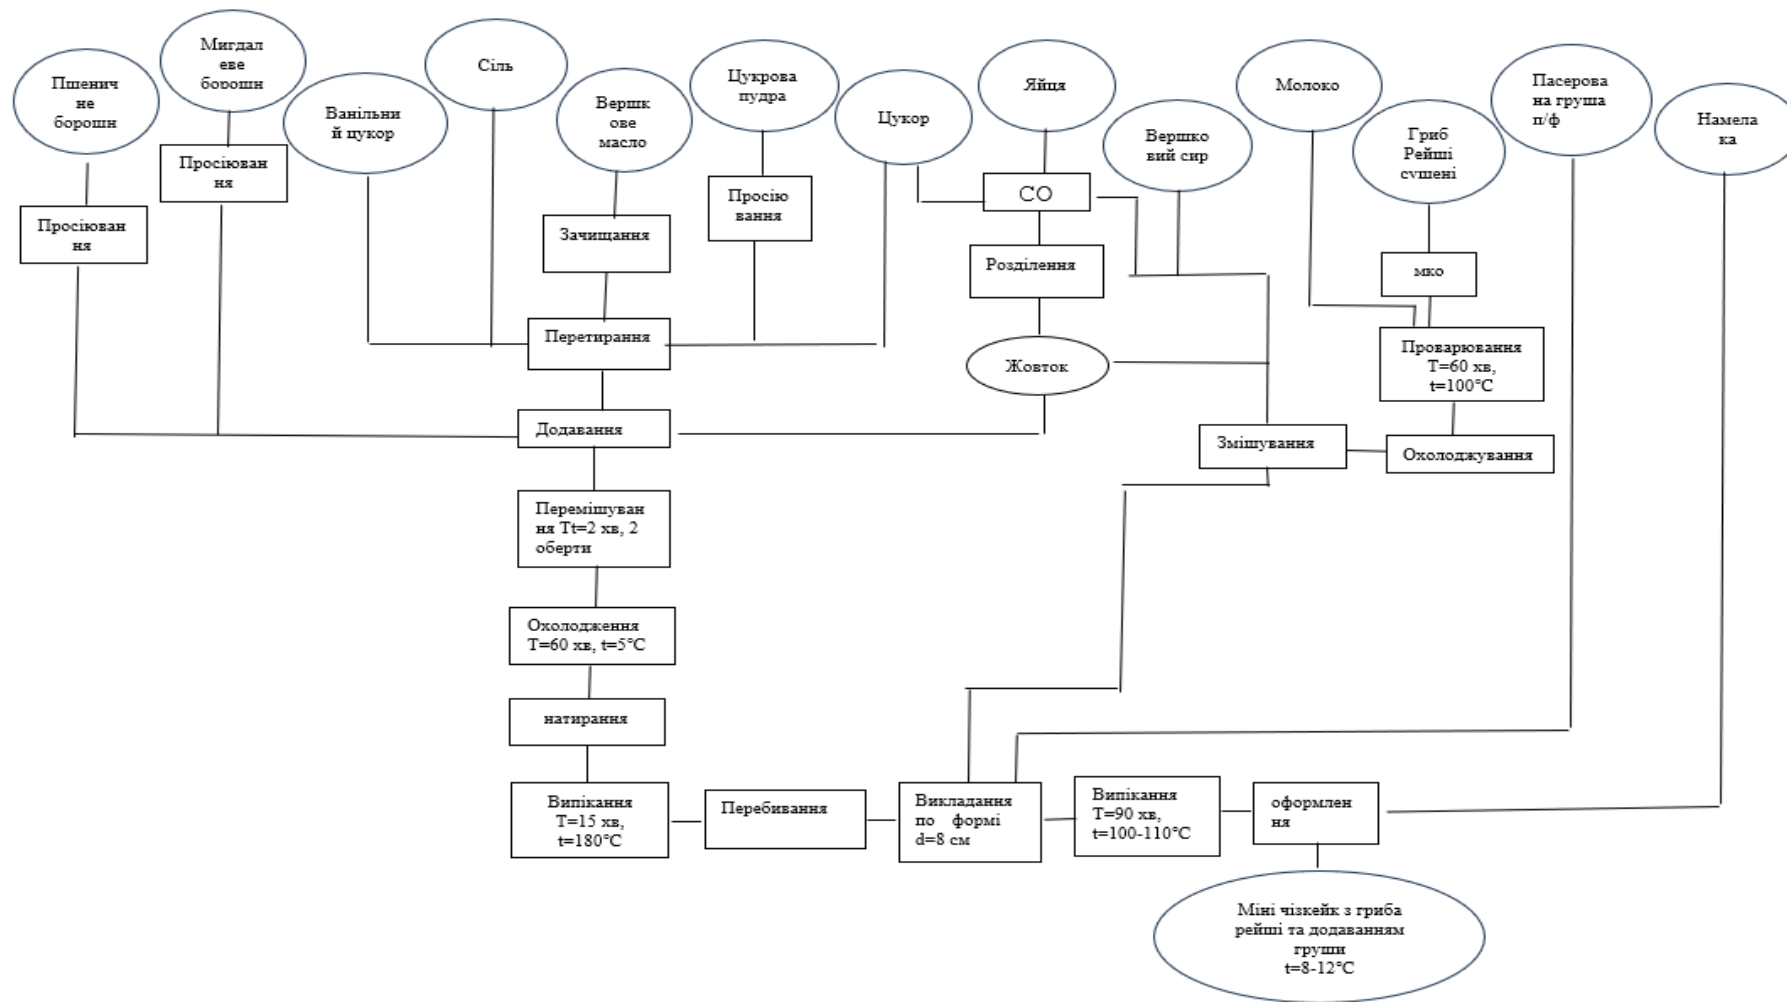 Пшенич
не
борошн
Мигдал
еве
борошн
Ванільни
й цукор
Сіль
Вершк
ове
масло
Цукрова
пудра
Цукор
Яйця
Вершко
вий сир
Молоко
Гриб
Рейші
сушені
Пасерова
на груша
п/ф
Намела
ка
Просіюван
ня
Просіюван
ня
Зачищання
Просію
вання
СО
Розділення
мко
Перетирання
Жовток
Проварювання
Т=60 хв,
t=100°С
Додавання
Змішування
Охолоджування
Перемішуван
ня Tt=2 хв, 2
оберти
Охолодження
Т=60 хв, t=5°С
натирання
Випікання
Т=15 хв,
t=180°С
Перебивання
Викладання
по формі
d=8 см
Випікання
Т=90 хв,
t=100-110°С
оформлен
ня
Міні чізкейк з гриба
рейші та додаванням
груши
t=8-12°С